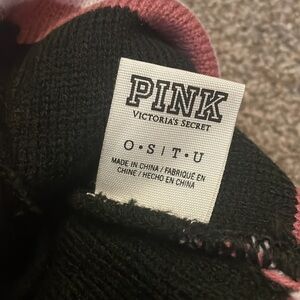 PINK
VICTORIA'S SECRET
O•S|T•U
MADE IN CHINA / FABRIQUÉ EN
CHINE / HECHO EN CHINA